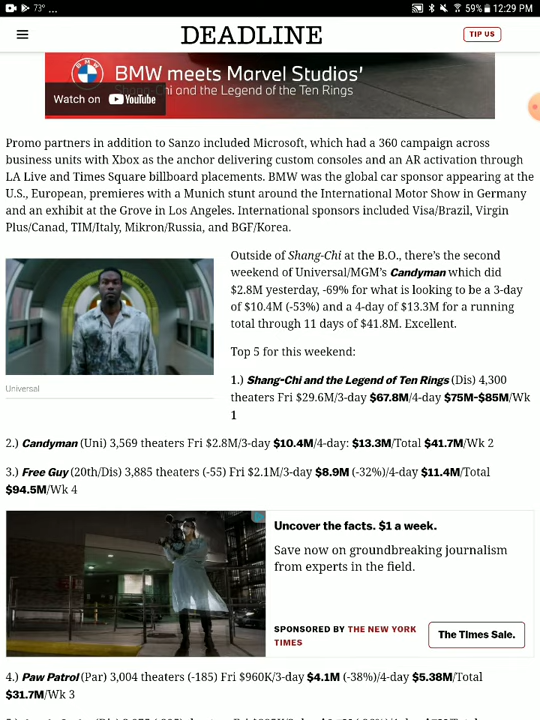 73° ...
59% 12:29 PM
DEADLINE
TIP US
BMW meets Marvel Studios'
Shang-Chi and the Legend of the Ten Rings
Watch on YouTube
Promo partners in addition to Sanzo included Microsoft, which had a 360 campaign across
business units with Xbox as the anchor delivering custom consoles and an AR activation through
LA Live and Times Square billboard placements. BMW was the global car sponsor appearing at the
U.S., European, premieres with a Munich stunt around the International Motor Show in Germany
and an exhibit at the Grove in Los Angeles. International sponsors included Visa/Brazil, Virgin
Plus/Canad, TIM/Italy, Mikron/Russia, and BGF/Korea.
Outside of Shang-Chi at the B.O., there's the second
weekend of Universal/MGM's Candyman which did
$2.8M yesterday, -69% for what is looking to be a 3-day
of $10.4M (-53%) and a 4-day of $13.3M for a running
total through 11 days of $41.8M. Excellent.
Universal
Top 5 for this weekend:
1.) Shang-Chi and the Legend of Ten Rings (Dis) 4,300
theaters Fri $29.6M/3-day $67.8M/4-day $75M-$85M/Wk
1
2.) Candyman (Uni) 3,569 theaters Fri $2.8M/3-day $10.4M/4-day: $13.3M/Total $41.7M/Wk 2
3.) Free Guy (20th/Dis) 3,885 theaters (-55) Fri $2.1M/3-day $8.9M (-32%)/4-day $11.4M/Total
$94.5M/Wk 4
Uncover the facts. $1 a week.
Save now on groundbreaking journalism
from experts in the field.
SPONSORED BY THE NEW YORK
TIMES
The Times Sale.
4.) Paw Patrol (Par) 3,004 theaters (-185) Fri $960K/3-day $4.1M (-38%)/4-day $5.38M/Total
$31.7M/Wk 3